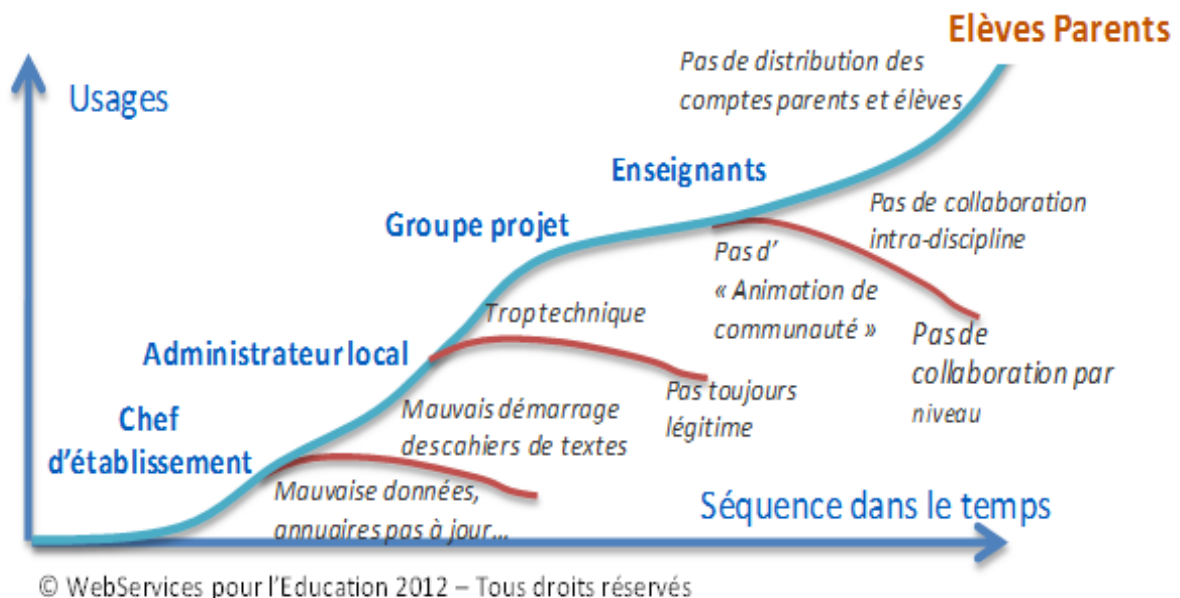 Elèves Parents
Pas de distribution des
comptes parents et élèves
Usages
Enseignants
Pas de collaboration
intra-discipline
Groupe projet
Pas d’
« Animation de
communauté »
Trop technique
Administrateur local
Pas de
collaboration par
niveau
Pas toujours
légitime
Chef
d’établissement
Mauvais démarrage
des cahiers de textes
Mauvaise données,
annuaires pas à jour...
Séquence dans le temps
© WebServices pour l’Education 2012 – Tous droits réservés